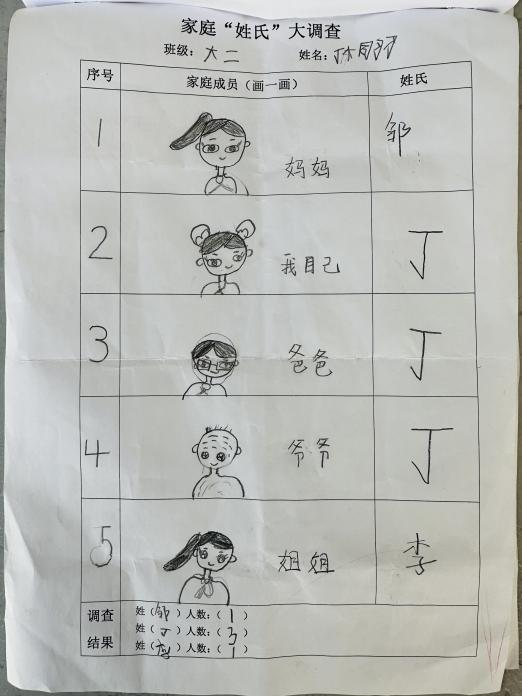 家庭“姓氏”大调查
班级：大二 姓名：丁林
序号 家庭成员（画一画） 姓氏
1 妈妈 邹
2 我自己 丁
3 爸爸 丁
4 爷爷 丁
5 姐姐 李
调查结果
姓（邹）人数：（1）
姓（丁）人数：（3）
姓（ ）人数：（1）